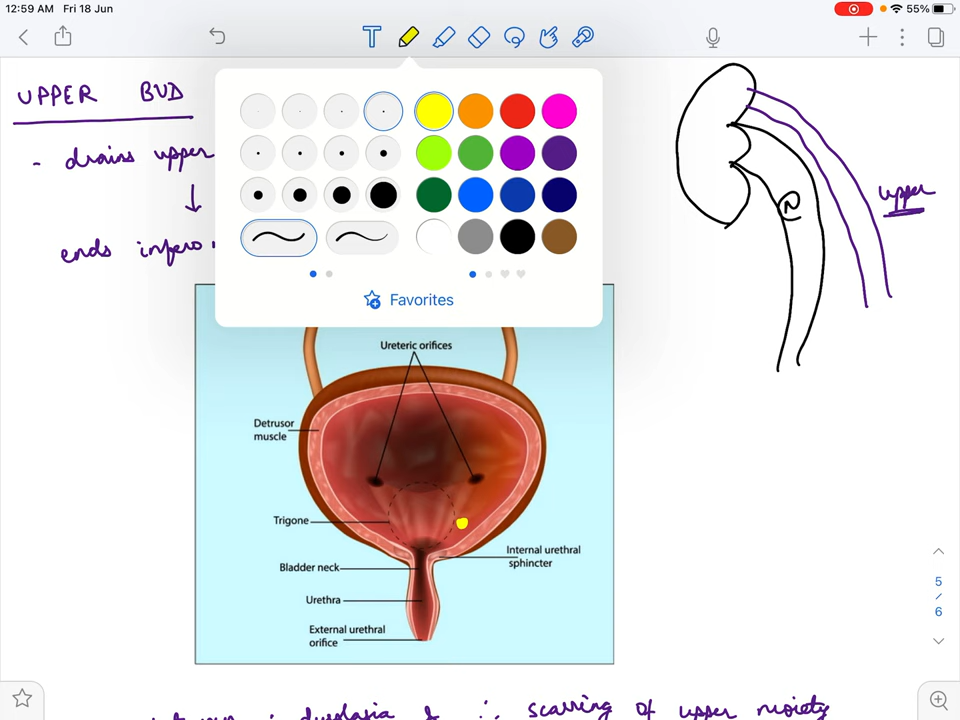 12:59 AM Fri 18 Jun 55%
T
UPPER BUD
- drains upper
↓
ends infero
Favorites
N
upper
Ureteric orifices
Detrusor
muscle
Trigone
Internal urethral
sphincter
Bladder neck
Urethra
External urethral
orifice
5
/
6
dysplasia & ∴ scarring of upper moiety